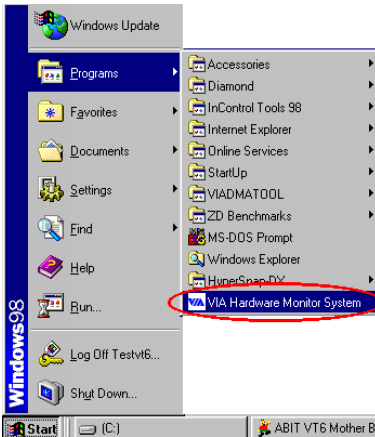 Windows Update
Programs
Favorites
Documents
Settings
Find
Help
Run...
Log Off Testvt6...
Shut Down...
Windows98
Accessories
Diamond
InControl Tools 98
Internet Explorer
Online Services
StartUp
VIADMATOOL
ZD Benchmarks
MS-DOS Prompt
Windows Explorer
HyperSnap-DX
VIA VIA Hardware Monitor System
Start
(C:)
ABIT VT6 Mother B